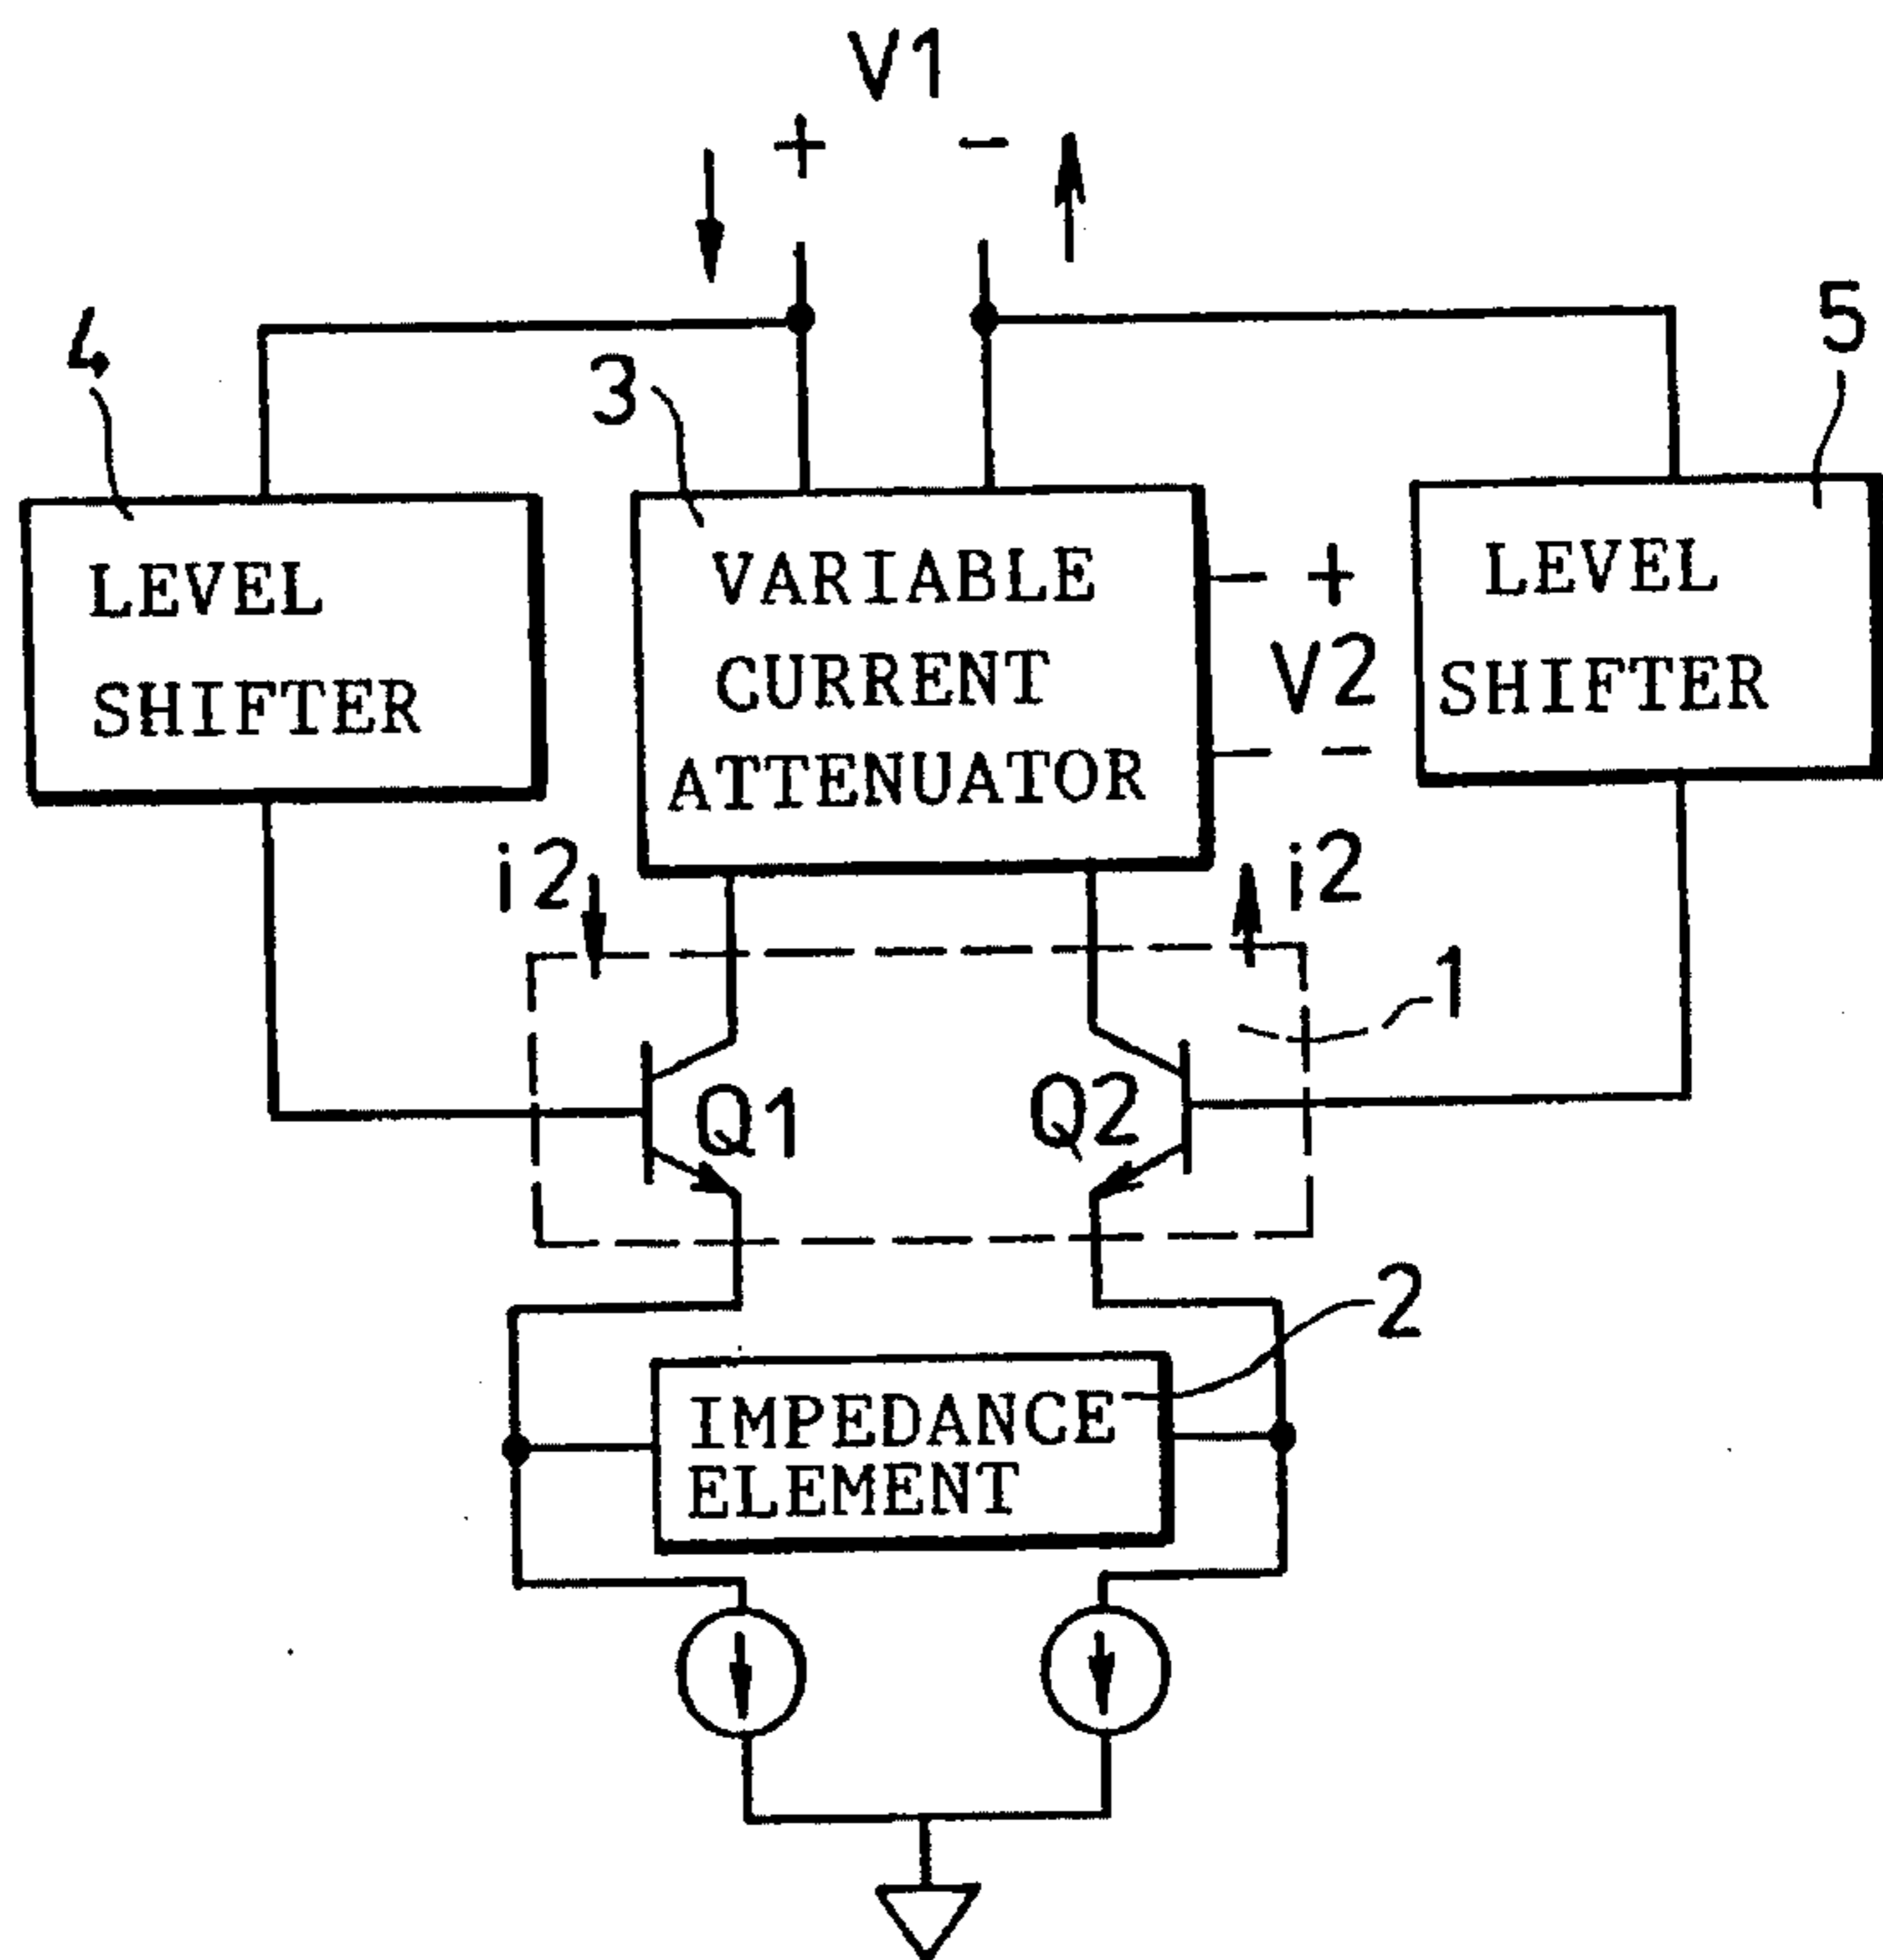 V1
+ -
4
3
5
LEVEL
SHIFTER
VARIABLE
CURRENT
ATTENUATOR
+
V2
-
LEVEL
SHIFTER
i2
i2
1
Q1
Q2
2
IMPEDANCE
ELEMENT